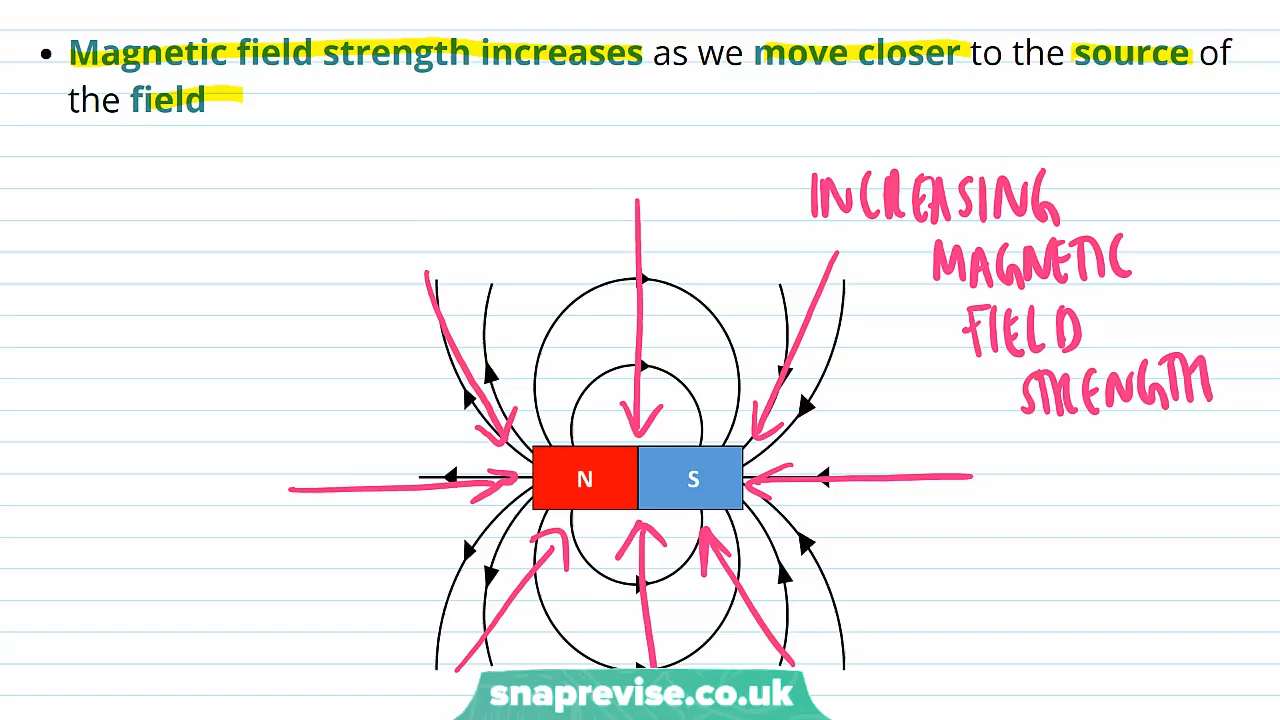 • Magnetic field strength increases as we move closer to the source of
the field
INCREASING
MAGNETIC
FIELD
STRENGTH
N S
snaprevise.co.uk